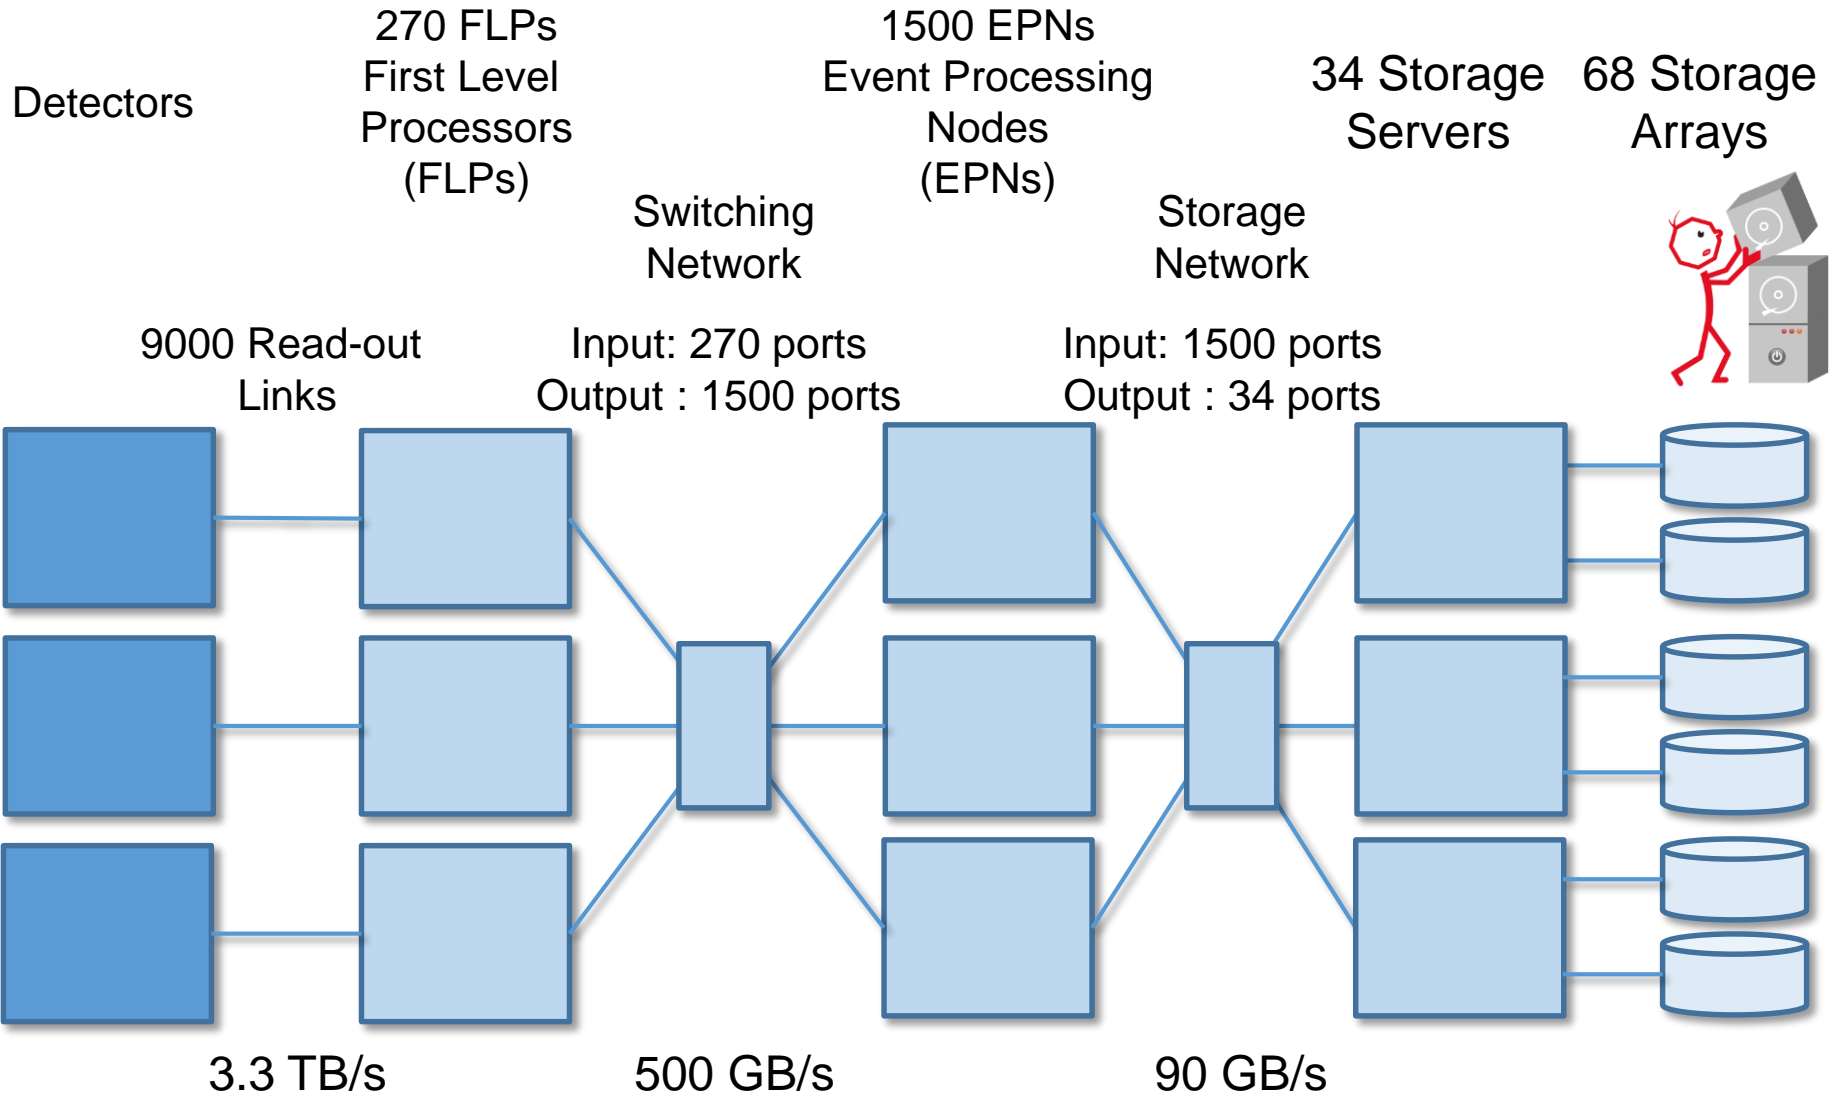 Detectors
270 FLPs
First Level
Processors
(FLPs)
1500 EPNs
Event Processing
Nodes
(EPNs)
34 Storage
Servers
68 Storage
Arrays
Switching
Network
Storage
Network
9000 Read-out
Links
Input: 270 ports
Output : 1500 ports
Input: 1500 ports
Output : 34 ports
3.3 TB/s
500 GB/s
90 GB/s